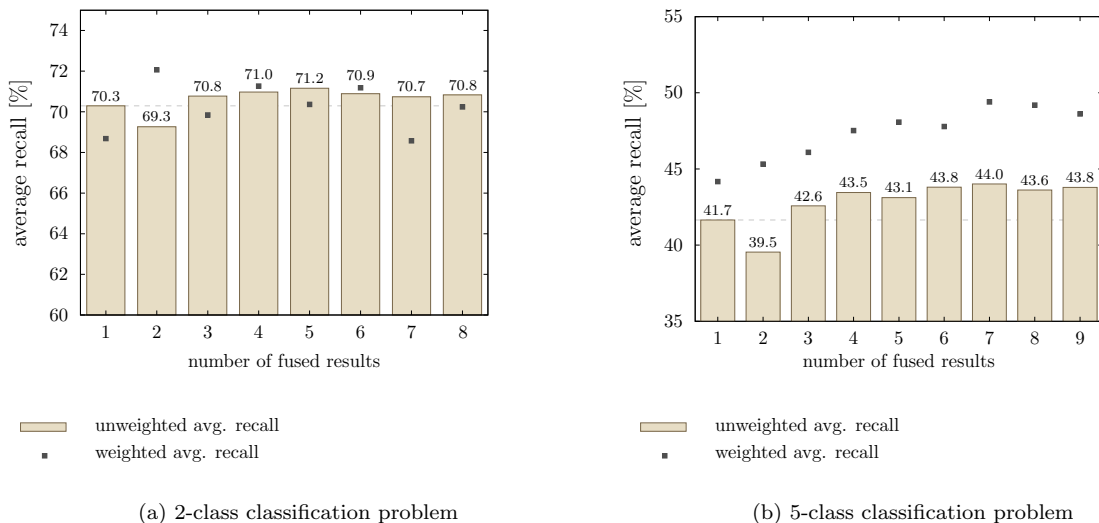 74
72
70
68
66
64
62
60
average recall [%]
70.3
69.3
70.8
71.0
71.2
70.9
70.7
70.8
1 2 3 4 5 6 7 8
number of fused results
unweighted avg. recall
weighted avg. recall
(a) 2-class classification problem
55
50
45
40
35
average recall [%]
41.7
39.5
42.6
43.5
43.1
43.8
44.0
43.6
43.8
1 2 3 4 5 6 7 8 9
number of fused results
unweighted avg. recall
weighted avg. recall
(b) 5-class classification problem